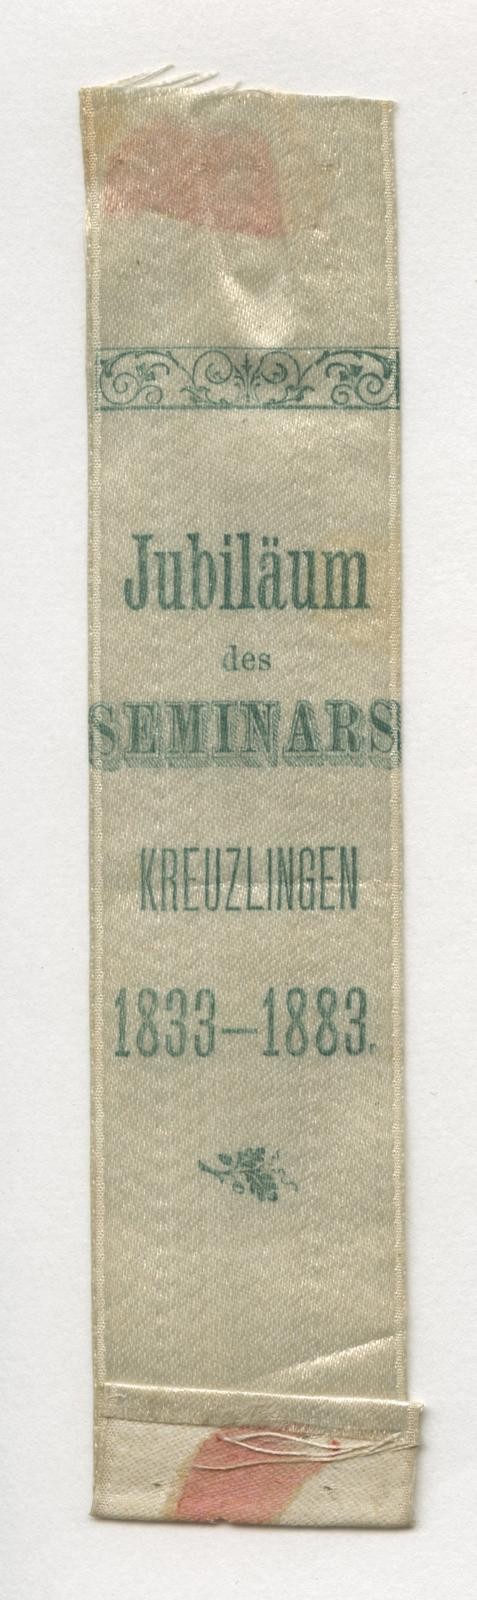 Jubiläum
des
SEMINARS
KREUZLINGEN
1833–1883.